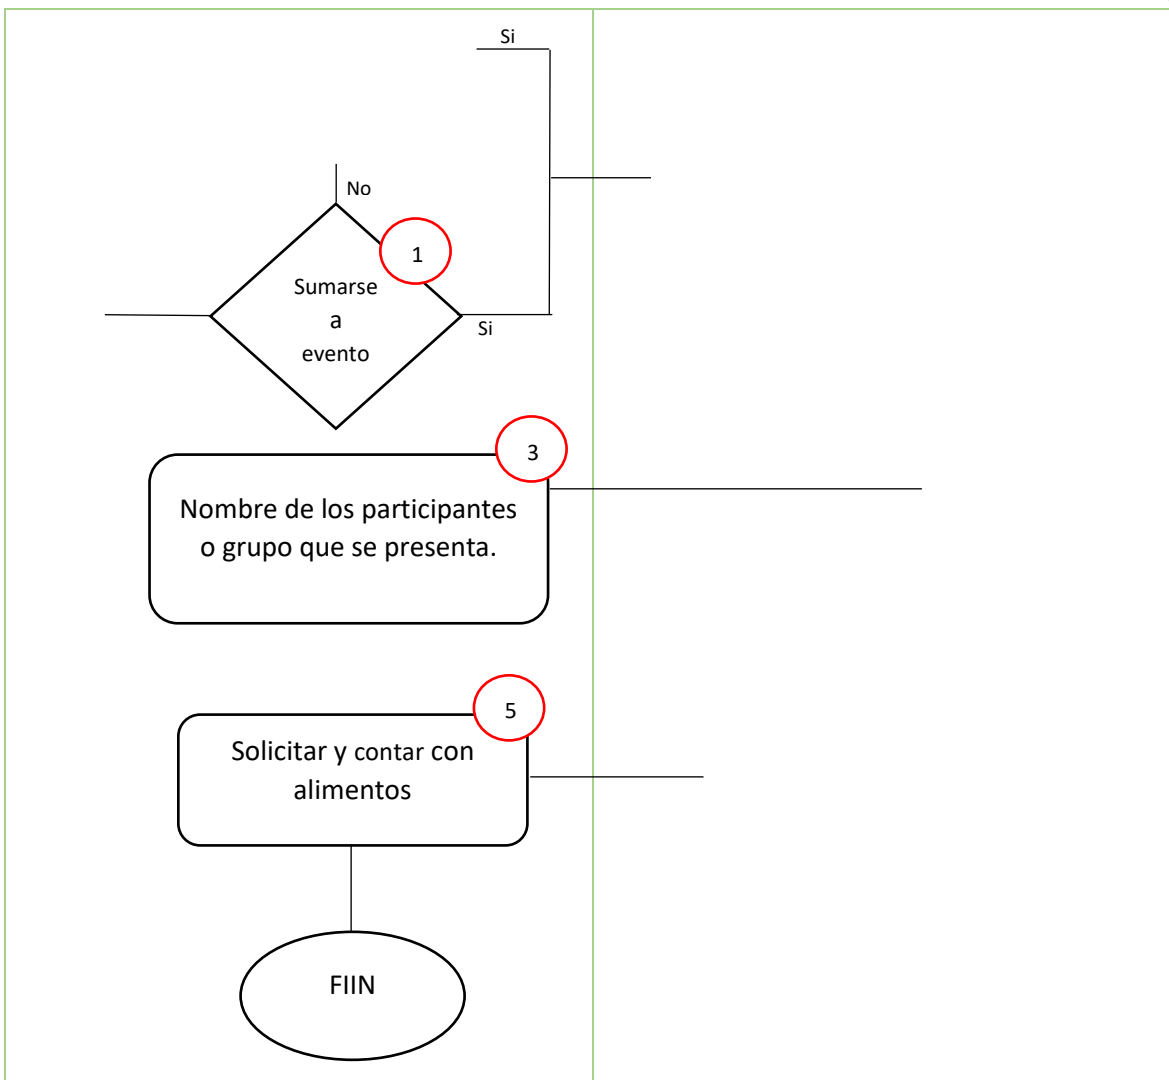 Si
No
1
Sumarse
a
evento
Si
3
Nombre de los participantes
o grupo que se presenta.
5
Solicitar y contar con
alimentos
FIIN